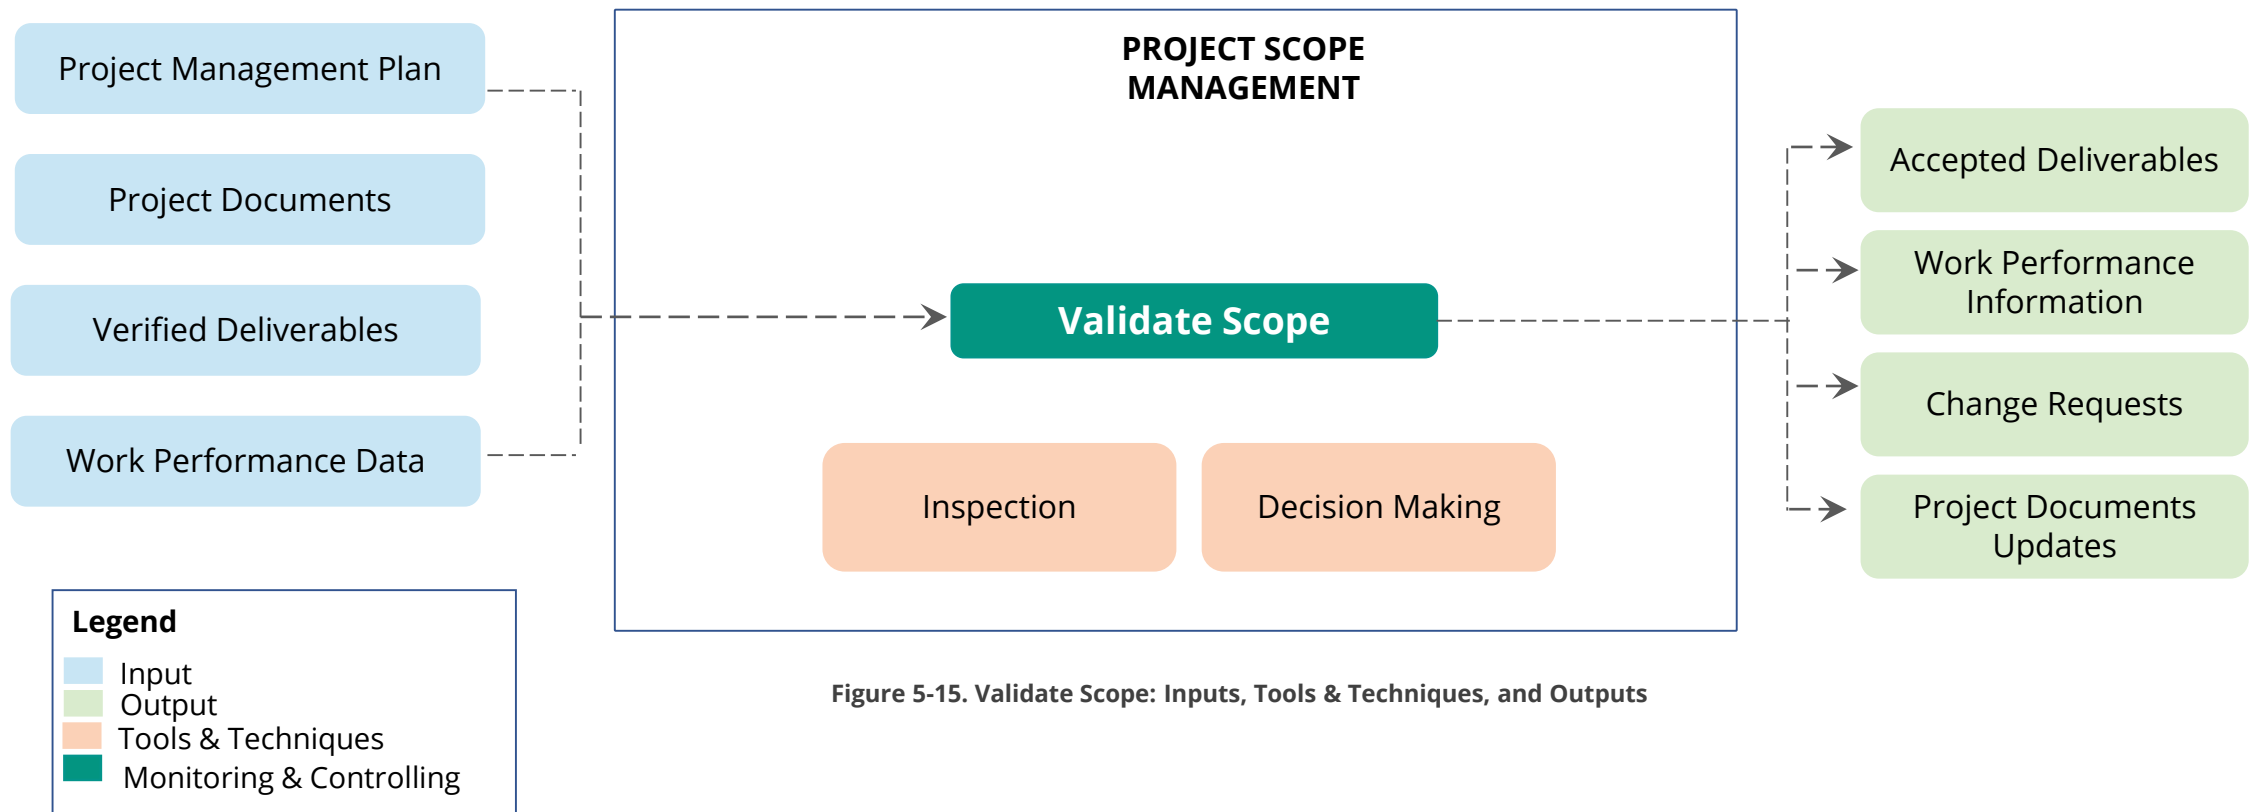 Project Management Plan
Project Documents
Verified Deliverables
Work Performance Data
PROJECT SCOPE
MANAGEMENT
Validate Scope
Inspection
Decision Making
Accepted Deliverables
Work Performance
Information
Change Requests
Project Documents
Updates
Legend
Input
Output
Tools & Techniques
Monitoring & Controlling
Figure 5-15. Validate Scope: Inputs, Tools & Techniques, and Outputs